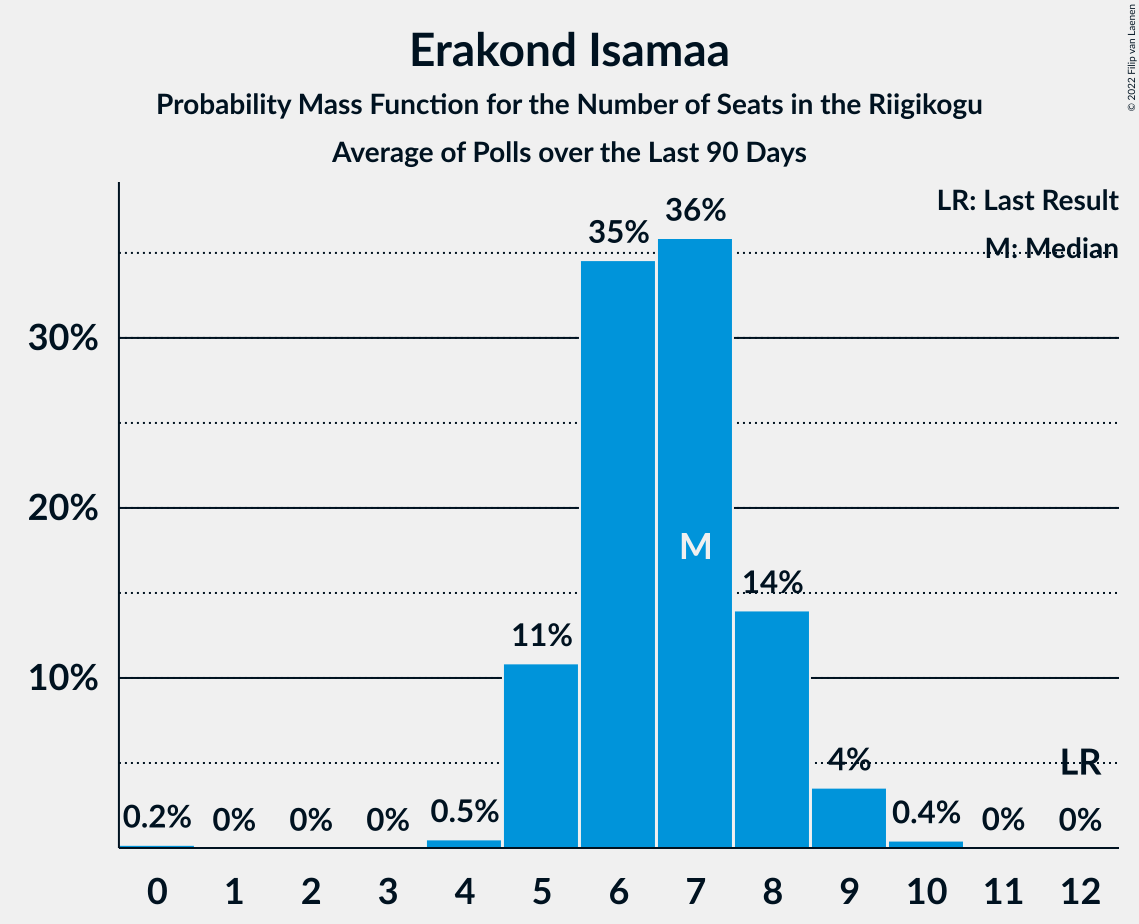 Erakond Isamaa
Probability Mass Function for the Number of Seats in the Riigikogu
Average of Polls over the Last 90 Days
© 2022 Filip van Laenen
LR: Last Result
M: Median
36%
35%
30%
20%
M
14%
11%
10%
4%
LR
0.2%
0%
0%
0%
0.5%
0.4%
0%
0%
0 1 2 3 4 5 6 7 8 9 10 11 12